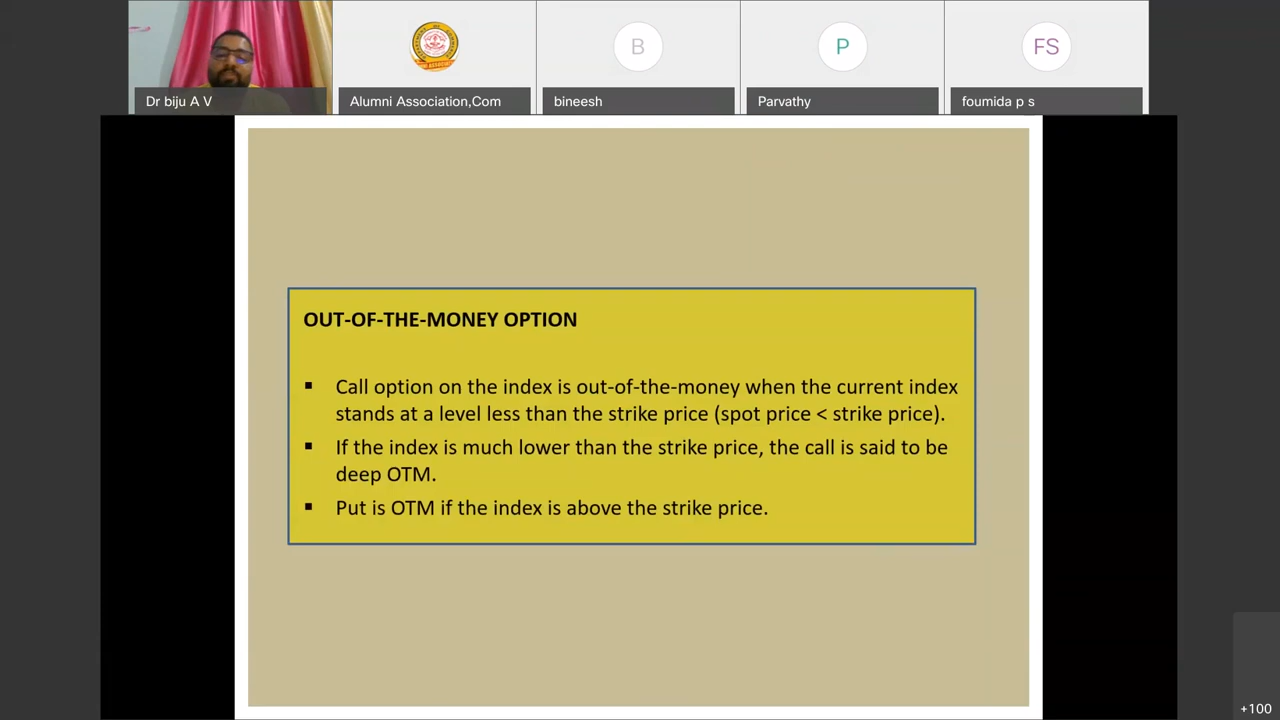 B
P
FS
Dr biju A V
Alumni Association,Com
bineesh
Parvathy
foumida p s
OUT-OF-THE-MONEY OPTION
▪ Call option on the index is out-of-the-money when the current index
stands at a level less than the strike price (spot price < strike price).
▪ If the index is much lower than the strike price, the call is said to be
deep OTM.
▪ Put is OTM if the index is above the strike price.
+100